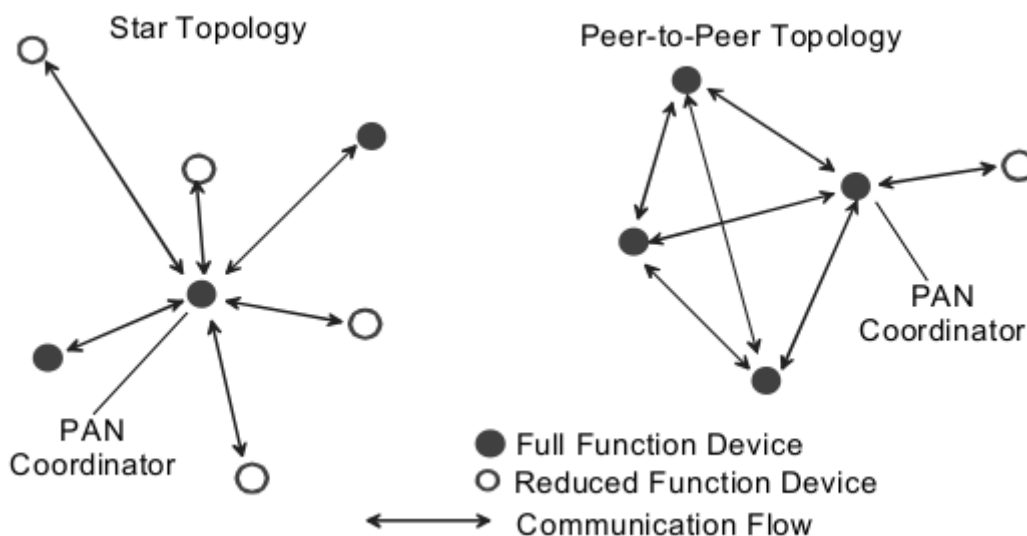 Star Topology
Peer-to-Peer Topology
PAN
Coordinator
PAN
Coordinator
Full Function Device
Reduced Function Device
Communication Flow